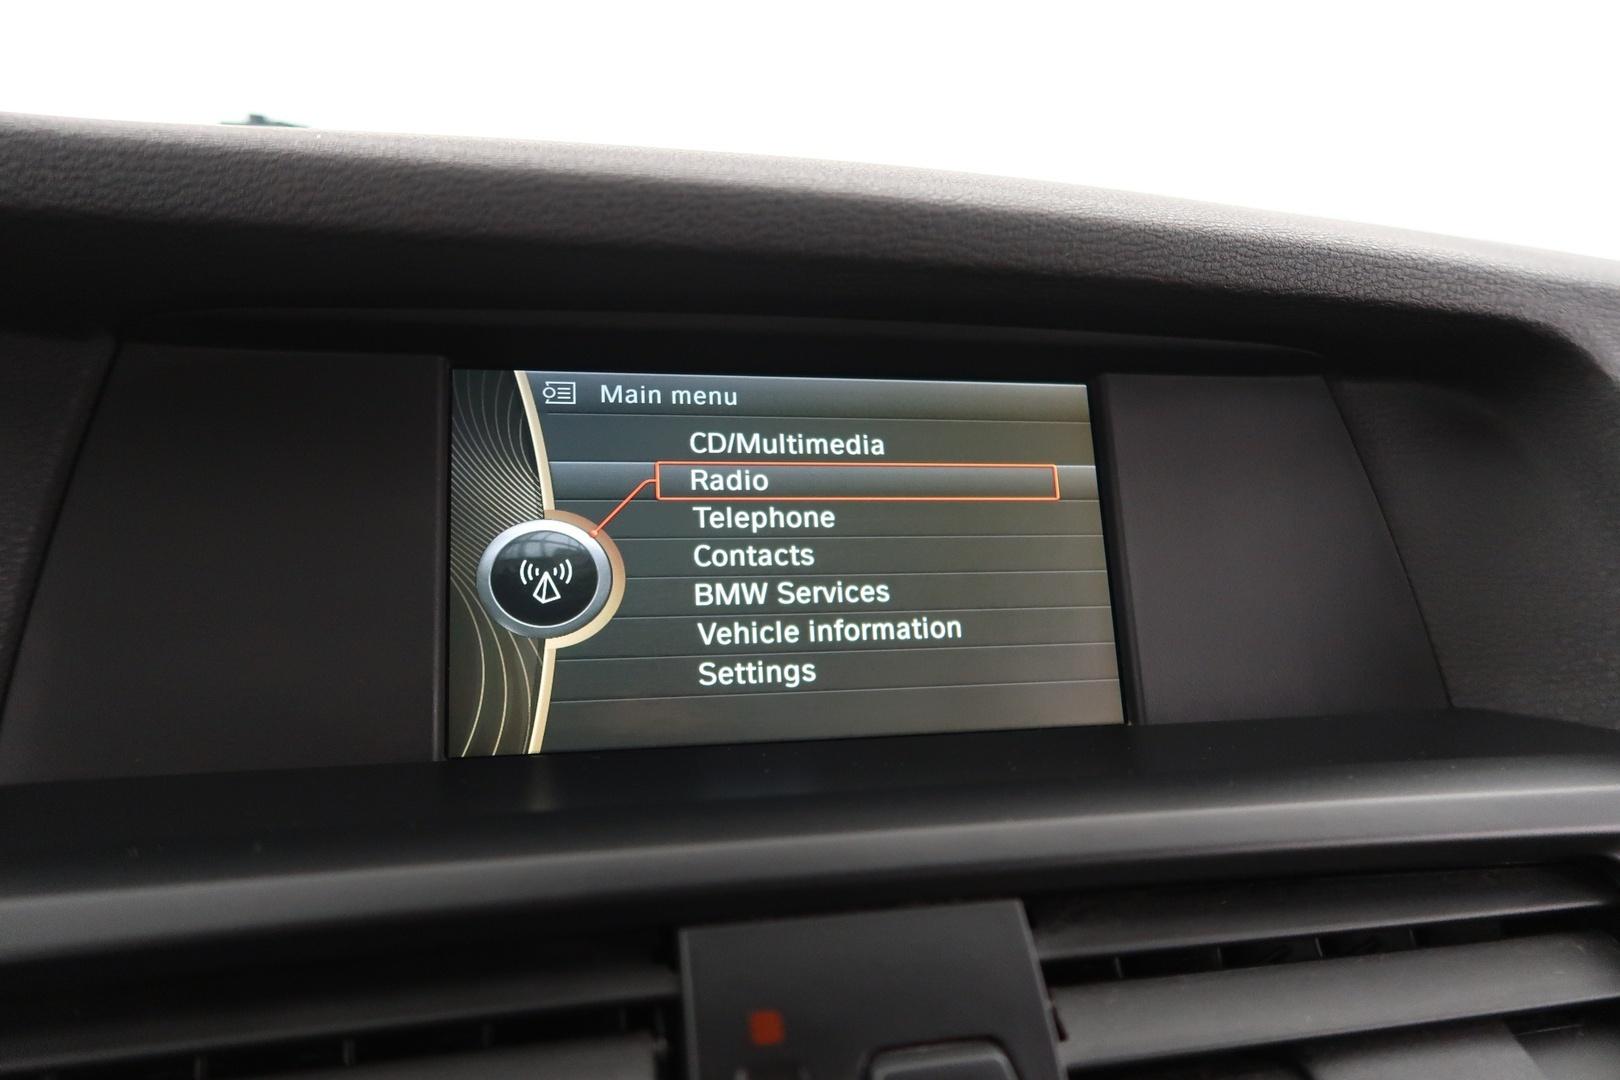 Main menu
CD/Multimedia
Radio
Telephone
Contacts
BMW Services
Vehicle information
Settings